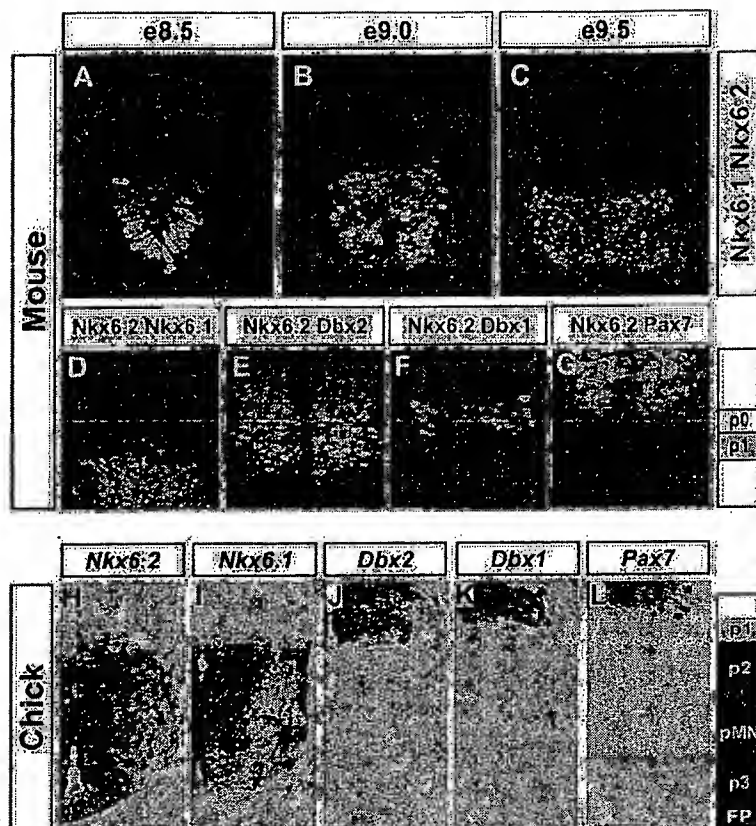 e8.5 e9.0 e9.5
A B C
Mouse
Nkx6.1 Nkx6.2
Nkx6.2 Nkx6.1 Nkx6.2 Dbx2 Nkx6.2 Dbx1 Nkx6.2 Pax7
D E F G
p0
p1
Nkx6.2 Nkx6.1 Dbx2 Dbx1 Pax7
H I J K L
Chick
p1
p2
pMN
p3
FP